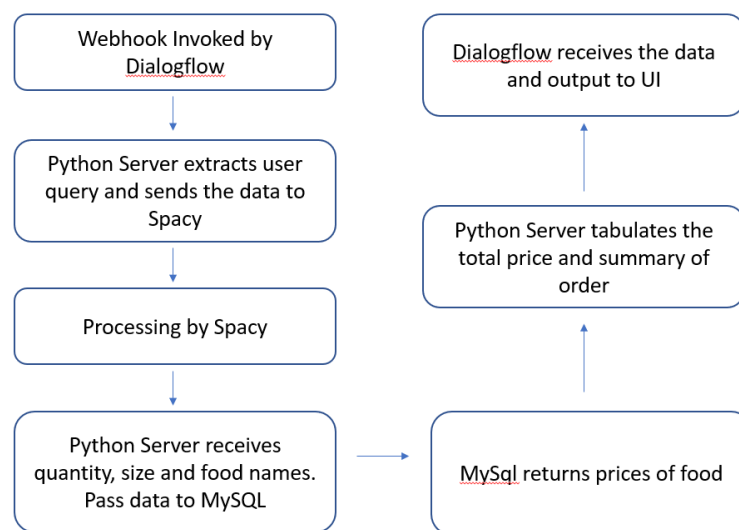 Webhook Invoked by
Dialogflow
Python Server extracts user
query and sends the data to
Spacy
Processing by Spacy
Python Server receives
quantity, size and food names.
Pass data to MySQL
MySql returns prices of food
Python Server tabulates the
total price and summary of
order
Dialogflow receives the data
and output to UI